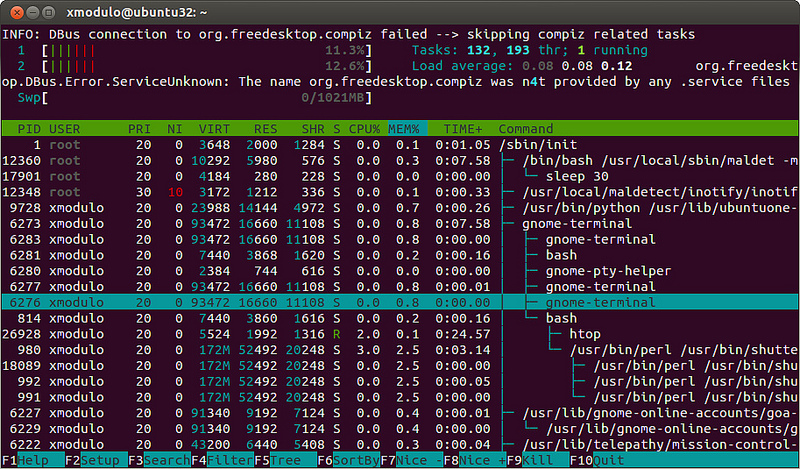 xmodulo@ubuntu32: ~
INFO: DBus connection to org.freedesktop.compiz failed --> skipping compiz related tasks
1 [|||||| 11.3%] Tasks: 132, 193 thr; 1 running
2 [|||||| 12.6%] Load average: 0.08 0.08 0.12 org.freedeskt
op.DBus.Error.ServiceUnknown: The name org.freedesktop.compiz was n4t provided by any .service files
Swp[ 0/1021MB]
PID USER PRI NI VIRT RES SHR S CPU% MEM% TIME+ Command
1 root 20 0 3648 2000 1284 S 0.0 0.1 0:01.05 /sbin/init
12360 root 20 0 10292 5980 576 S 0.0 0.3 0:07.58 ├─ /bin/bash /usr/local/sbin/maldet -m
17901 root 20 0 4184 280 228 S 0.0 0.0 0:00.00 │ └─ sleep 30
12348 root 30 10 3172 1212 336 S 0.0 0.1 0:00.33 ├─ /usr/local/maldetect/inotify/inotif
9728 xmodulo 20 0 23988 14144 4972 S 0.0 0.7 0:00.26 ├─ /usr/bin/python /usr/lib/ubuntuone-
6273 xmodulo 20 0 93472 16660 11108 S 0.0 0.8 0:07.58 ├─ gnome-terminal
6283 xmodulo 20 0 93472 16660 11108 S 0.0 0.8 0:00.00 │ ├─ gnome-terminal
6281 xmodulo 20 0 7440 3868 1620 S 0.0 0.2 0:00.16 │ ├─ bash
6280 xmodulo 20 0 2384 744 616 S 0.0 0.0 0:00.00 │ ├─ gnome-pty-helper
6277 xmodulo 20 0 93472 16660 11108 S 0.0 0.8 0:00.01 │ ├─ gnome-terminal
6276 xmodulo 20 0 93472 16660 11108 S 0.0 0.8 0:00.00 │ ├─ gnome-terminal
814 xmodulo 20 0 7440 3860 1616 S 0.0 0.2 0:00.16 │ └─ bash
26928 xmodulo 20 0 5524 1992 1316 R 2.0 0.1 0:24.57 │ ├─ htop
980 xmodulo 20 0 172M 52492 20248 S 3.0 2.5 0:03.14 │ └─ /usr/bin/perl /usr/bin/shutte
18089 xmodulo 20 0 172M 52492 20248 S 0.0 2.5 0:00.00 │ ├─ /usr/bin/perl /usr/bin/shu
992 xmodulo 20 0 172M 52492 20248 S 0.0 2.5 0:00.05 │ ├─ /usr/bin/perl /usr/bin/shu
991 xmodulo 20 0 172M 52492 20248 S 0.0 2.5 0:00.00 │ └─ /usr/bin/perl /usr/bin/shu
6227 xmodulo 20 0 91340 9192 7124 S 0.0 0.4 0:00.01 ├─ /usr/lib/gnome-online-accounts/goa-
6229 xmodulo 20 0 91340 9192 7124 S 0.0 0.4 0:00.00 │ └─ /usr/lib/gnome-online-accounts/g
6222 xmodulo 20 0 43200 6440 5408 S 0.0 0.3 0:00.04 ├─ /usr/lib/telepathy/mission-control-
F1Help F2Setup F3SearchF4FilterF5Tree F6SortByF7Nice -F8Nice +F9Kill F10Quit